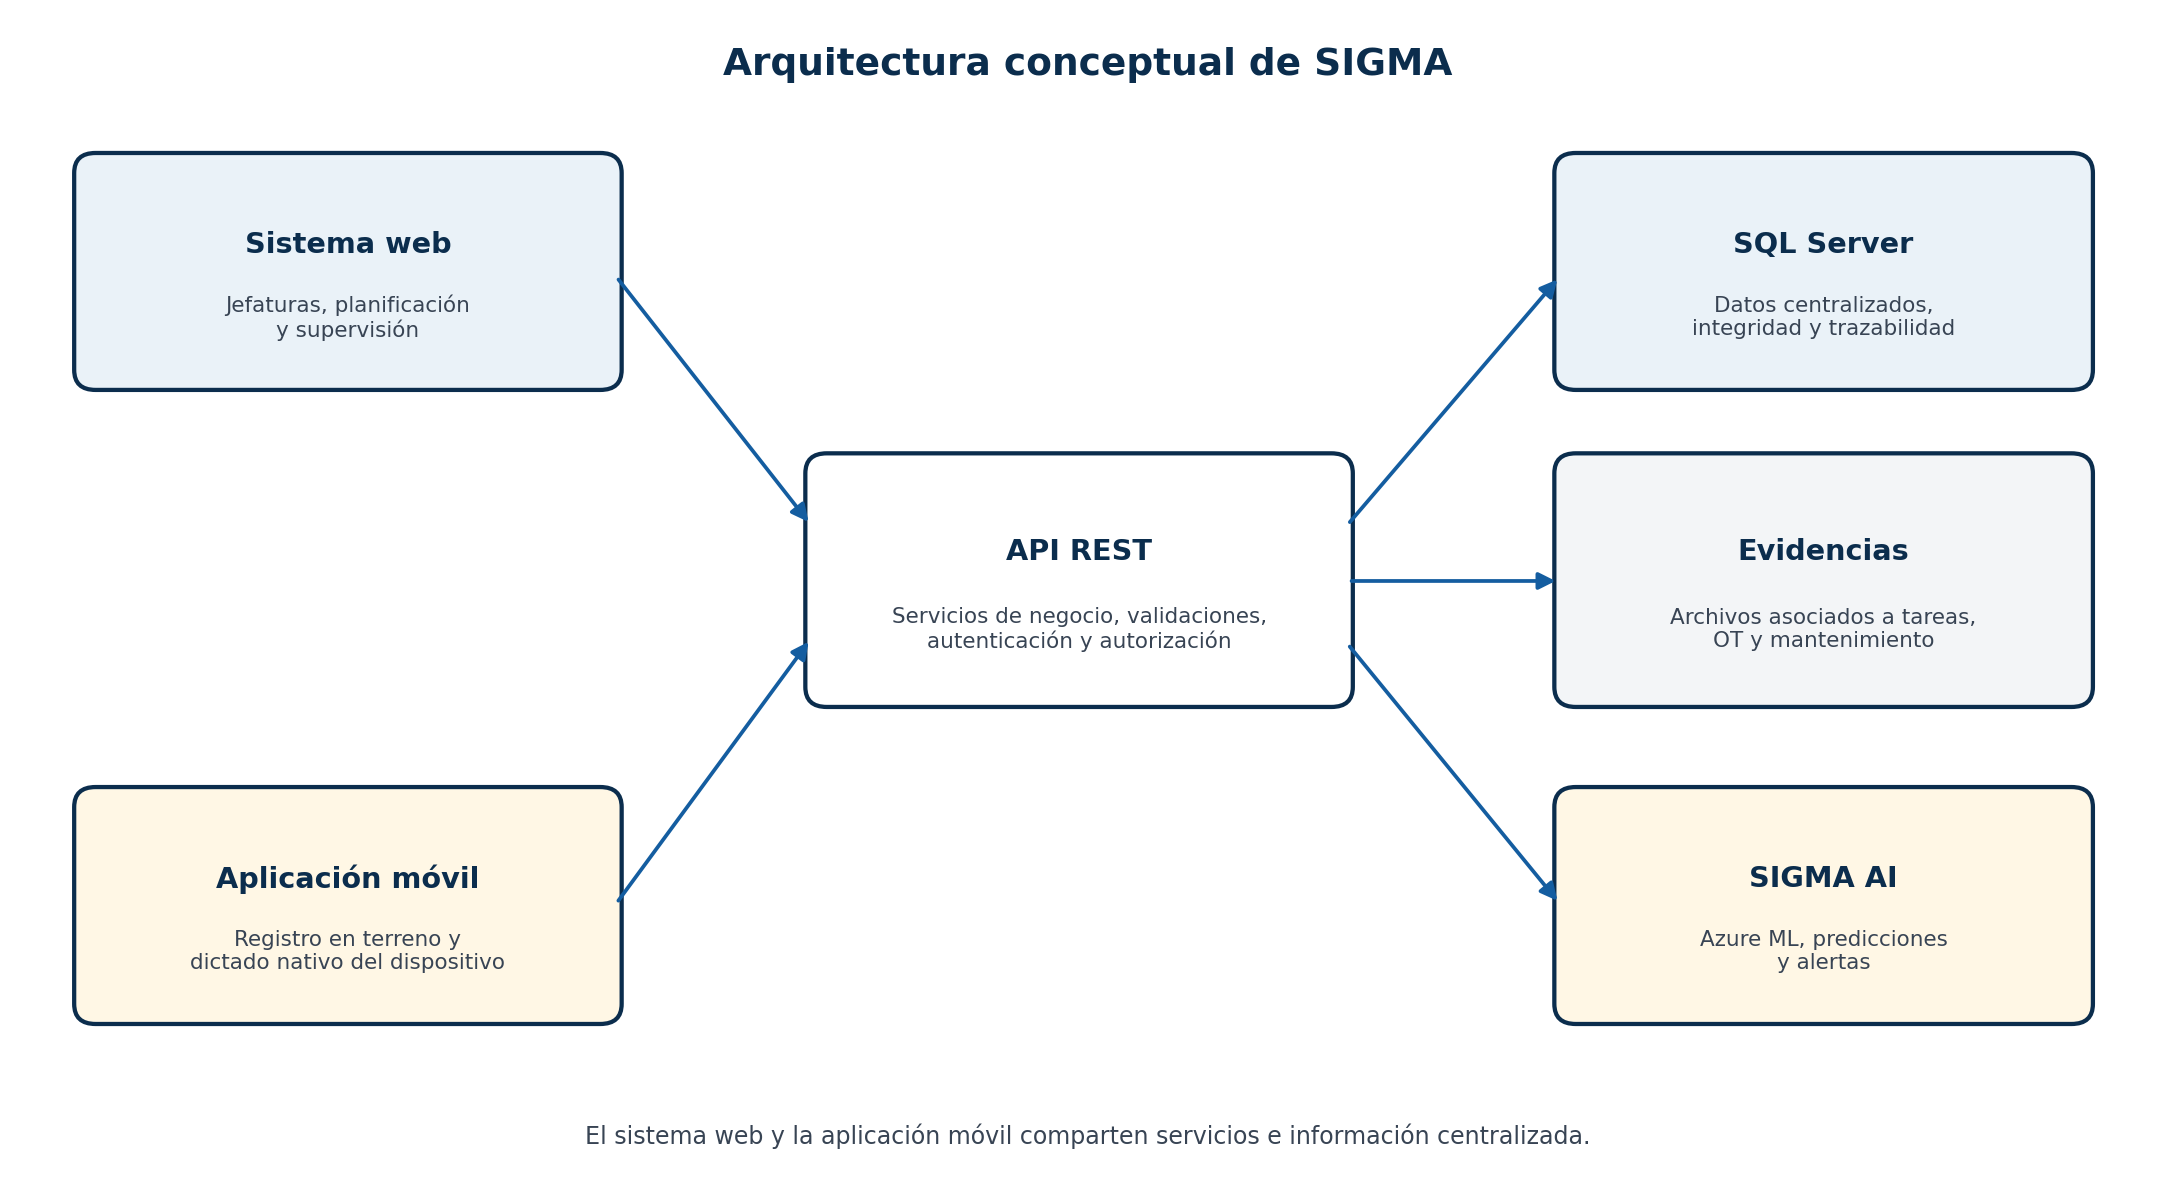 Arquitectura conceptual de SIGMA
Sistema web
Jefaturas, planificación
y supervisión
SQL Server
Datos centralizados,
integridad y trazabilidad
API REST
Servicios de negocio, validaciones,
autenticación y autorización
Evidencias
Archivos asociados a tareas,
OT y mantenimiento
Aplicación móvil
Registro en terreno y
dictado nativo del dispositivo
SIGMA AI
Azure ML, predicciones
y alertas
El sistema web y la aplicación móvil comparten servicios e información centralizada.